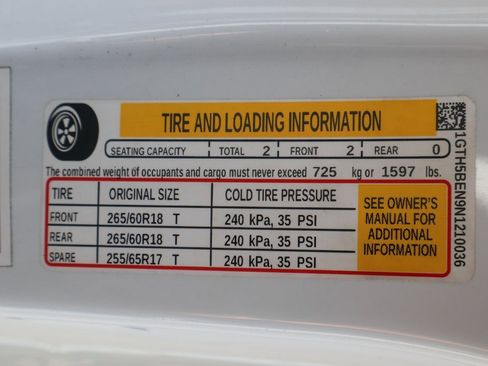 TIRE AND LOADING INFORMATION
SEATING CAPACITY TOTAL 2 FRONT 2 REAR 0
The combined weight of occupants and cargo must never exceed 725 kg or 1597 lbs.
TIRE ORIGINAL SIZE COLD TIRE PRESSURE
FRONT 265/60R18 T 240 kPa, 35 PSI
REAR 265/60R18 T 240 kPa, 35 PSI
SPARE 255/65R17 T 240 kPa, 35 PSI
SEE OWNER'S
MANUAL FOR
ADDITIONAL
INFORMATION
1GTH5BEN9N1210036